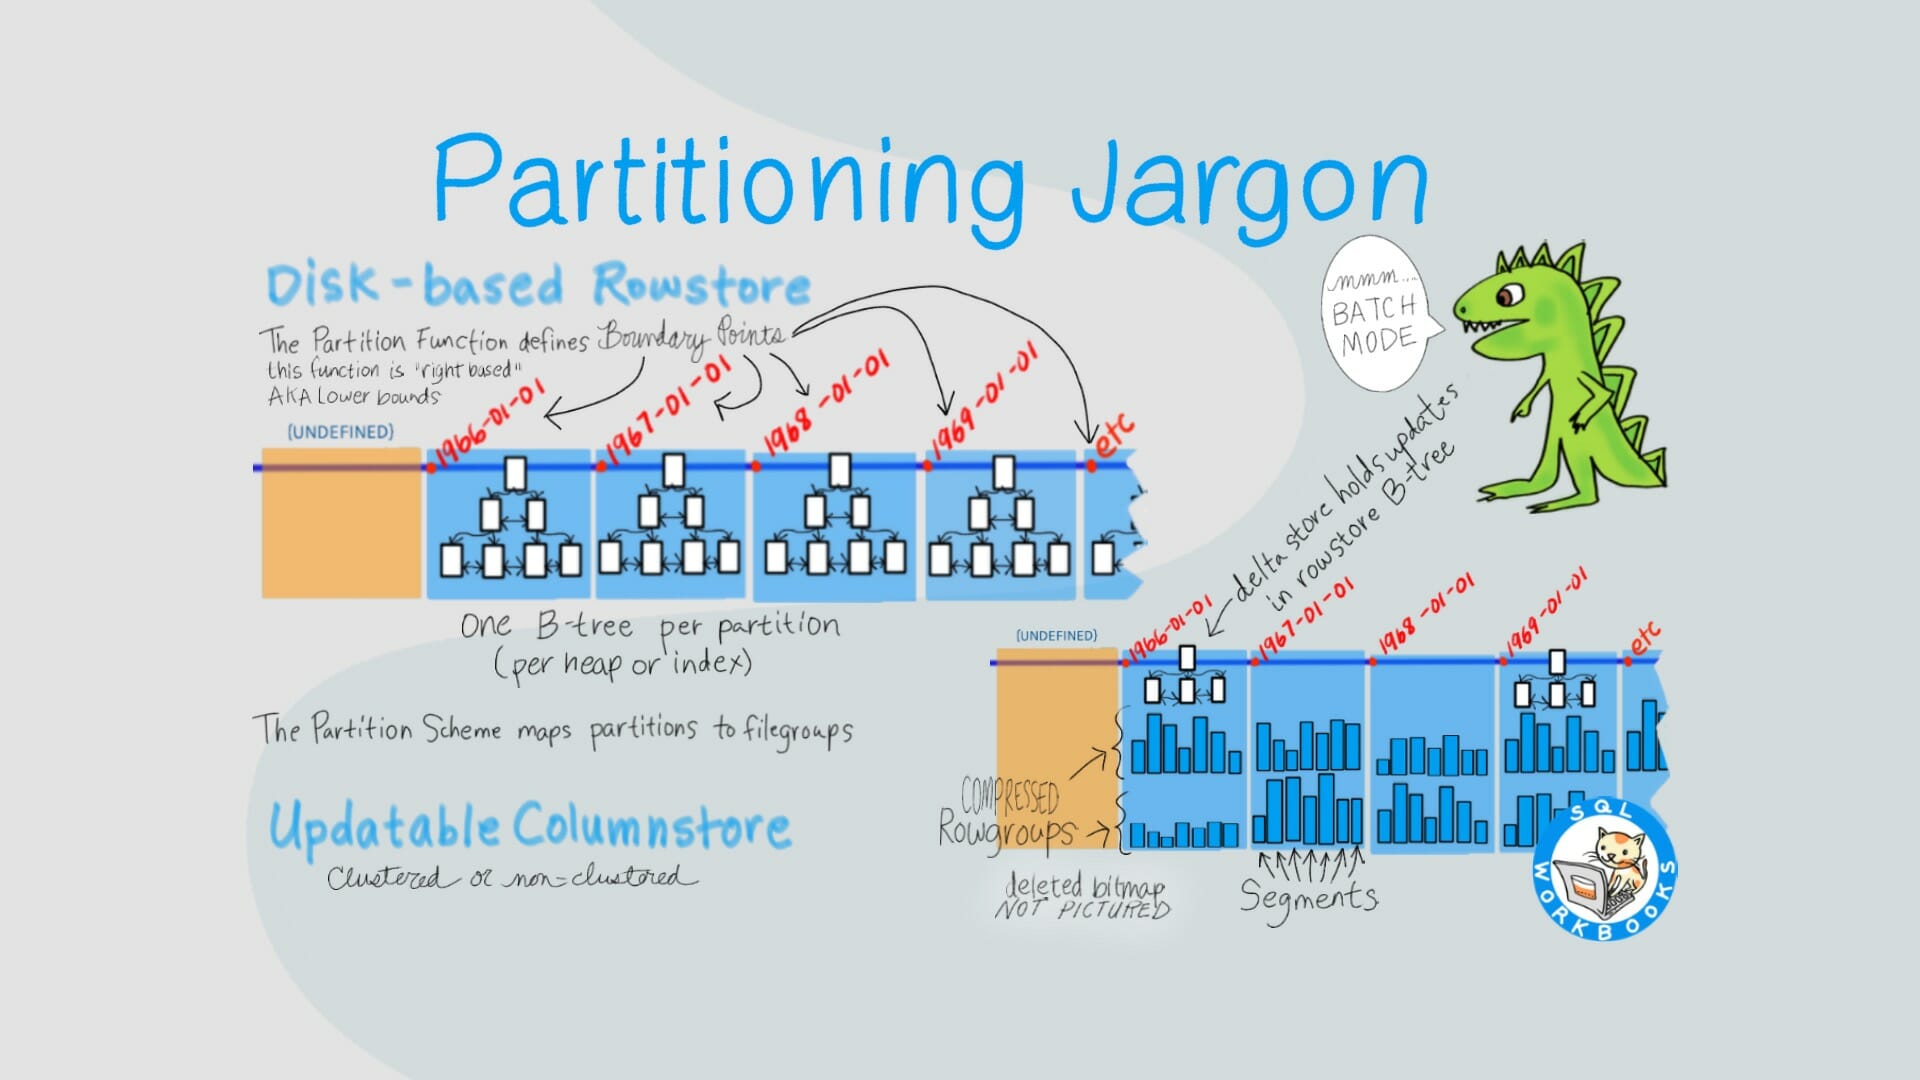 Partitioning Jargon
Disk-based Rowstore
The Partition Function defines Boundary Points
this function is "right based"
AKA Lower bounds
(UNDEFINED)
1966-01-01
1967-01-01
1968-01-01
1969-01-01
etc
One B-tree per partition
(per heap or index)
The Partition Scheme maps partitions to filegroups
Updatable Columnstore
Clustered or non-clustered
mmm....
BATCH
MODE
delta store holds updates
in rowstore B-tree
(UNDEFINED)
1966-01-01
1967-01-01
1968-01-01
1969-01-01
etc
COMPRESSED
Rowgroups
deleted bitmap
NOT PICTURED
Segments
SQL
WORKBOOKS